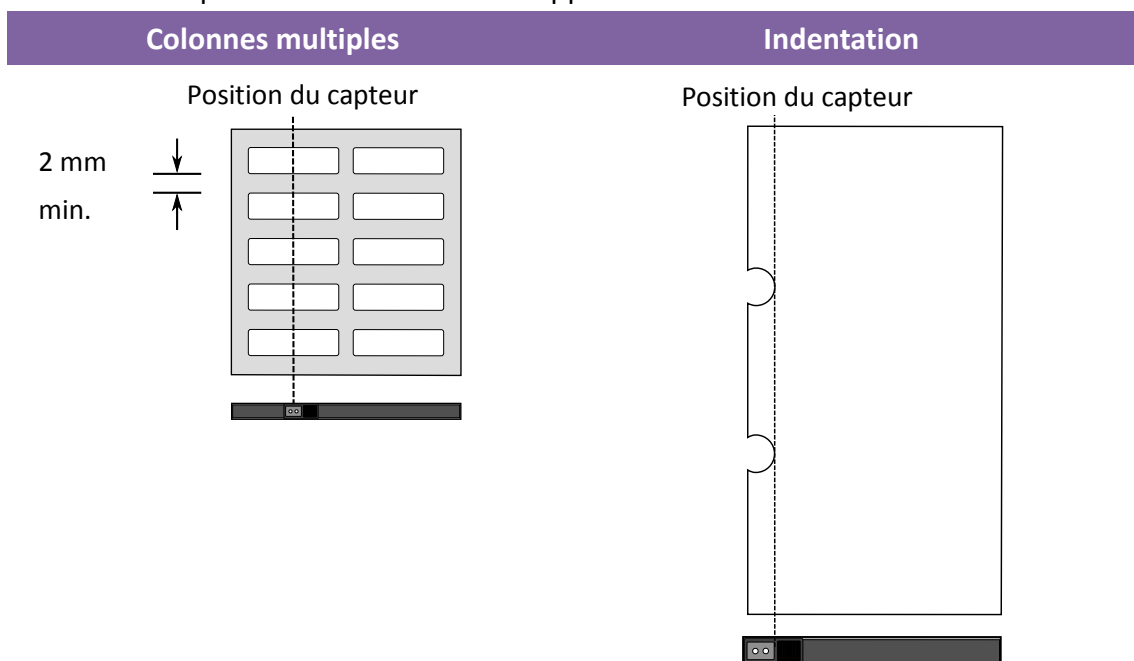 Colonnes multiples
Indentation
Position du capteur
Position du capteur
2 mm
min.